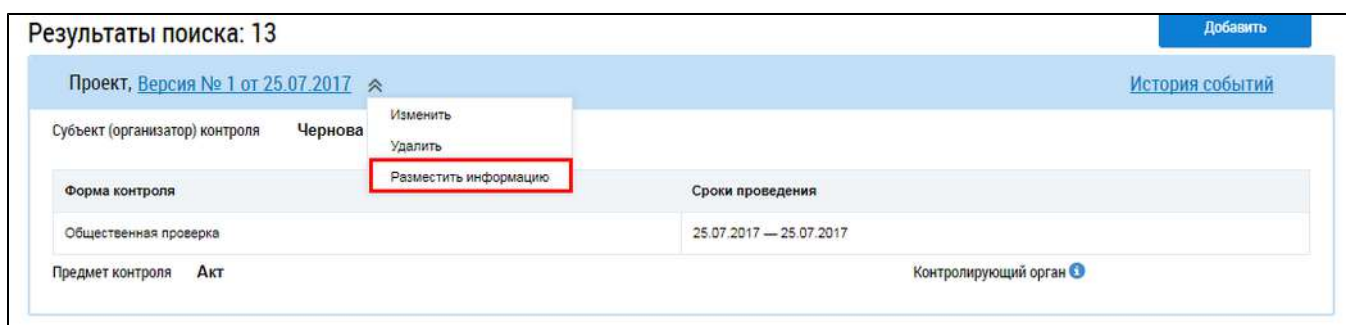 Результаты поиска: 13
Добавить
Проект, Версия № 1 от 25.07.2017
История событий
Изменить
Удалить
Разместить информацию
Субъект (организатор) контроля Чернова
Форма контроля
Сроки проведения
Общественная проверка
25.07.2017 — 25.07.2017
Предмет контроля Акт
Контролирующий орган